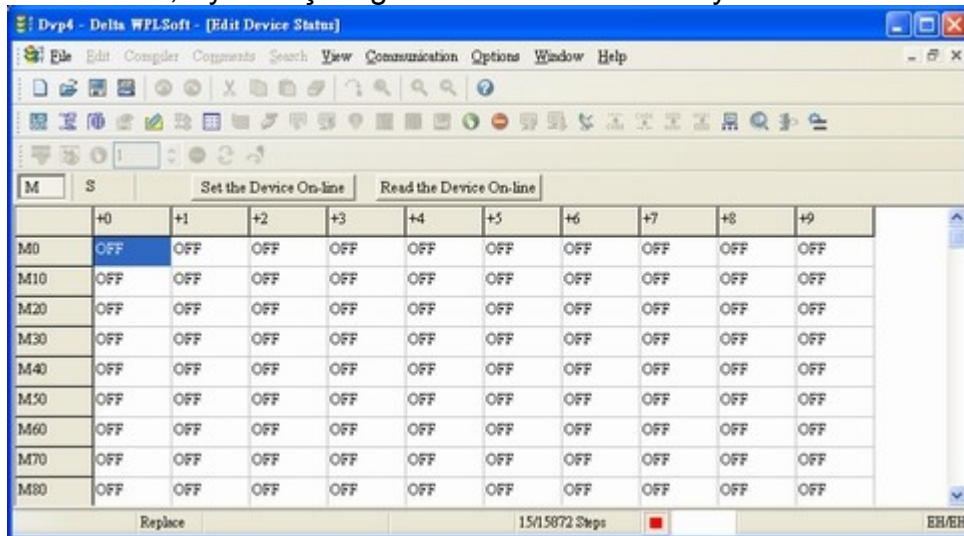 Dvp4 - Delta WPLSoft - [Edit Device Status]
File Edit Compiler Comments Search View Communication Options Window Help
1
M S Set the Device On-line Read the Device On-line
+0 +1 +2 +3 +4 +5 +6 +7 +8 +9
M0 OFF OFF OFF OFF OFF OFF OFF OFF OFF OFF
M10 OFF OFF OFF OFF OFF OFF OFF OFF OFF OFF
M20 OFF OFF OFF OFF OFF OFF OFF OFF OFF OFF
M30 OFF OFF OFF OFF OFF OFF OFF OFF OFF OFF
M40 OFF OFF OFF OFF OFF OFF OFF OFF OFF OFF
M50 OFF OFF OFF OFF OFF OFF OFF OFF OFF OFF
M60 OFF OFF OFF OFF OFF OFF OFF OFF OFF OFF
M70 OFF OFF OFF OFF OFF OFF OFF OFF OFF OFF
M80 OFF OFF OFF OFF OFF OFF OFF OFF OFF OFF
Replace 15/15872 Steps EH/EH